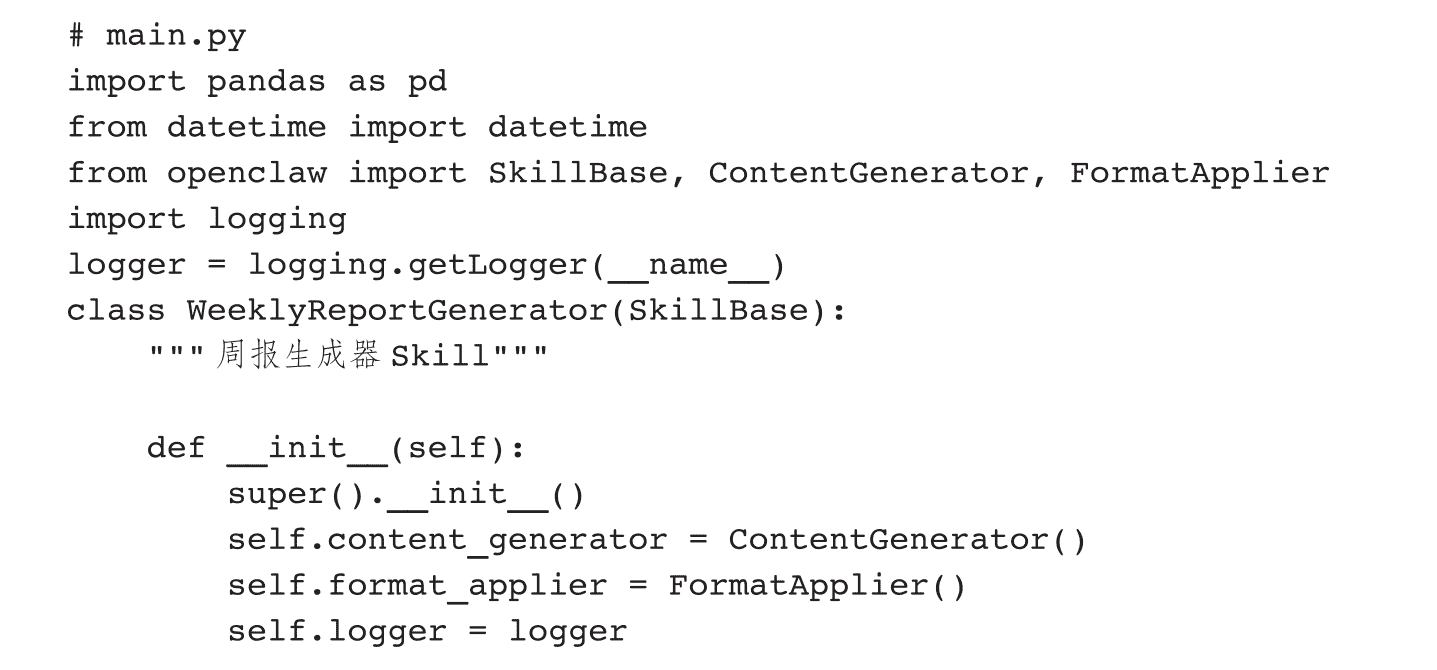 # main.py
import pandas as pd
from datetime import datetime
from openclaw import SkillBase, ContentGenerator, FormatApplier
import logging
logger = logging.getLogger(__name__)
class WeeklyReportGenerator(SkillBase):
    """周报生成器 Skill"""

    def __init__(self):
        super().__init__()
        self.content_generator = ContentGenerator()
        self.format_applier = FormatApplier()
        self.logger = logger